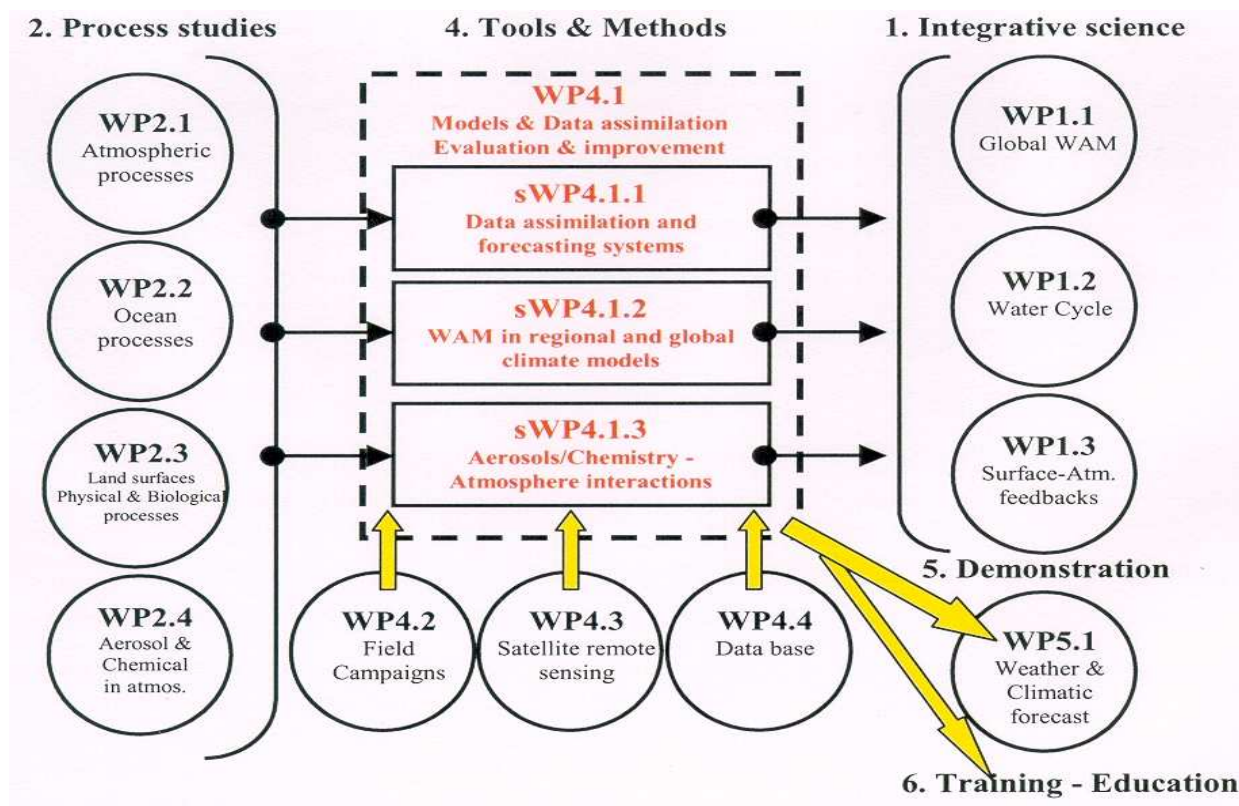 2. Process studies
4. Tools & Methods
1. Integrative science
WP2.1
Atmospheric
processes
WP2.2
Ocean
processes
WP2.3
Land surfaces
Physical & Biological
processes
WP2.4
Aerosol &
Chemical
in atmos.
WP4.1
Models & Data assimilation
Evaluation & improvement
sWP4.1.1
Data assimilation and
forecasting systems
sWP4.1.2
WAM in regional and global
climate models
sWP4.1.3
Aerosols/Chemistry -
Atmosphere interactions
WP4.2
Field
Campaigns
WP4.3
Satellite remote
sensing
WP4.4
Data base
WP1.1
Global WAM
WP1.2
Water Cycle
WP1.3
Surface-Atm.
feedbacks
5. Demonstration
WP5.1
Weather &
Climatic
forecast
6. Training - Education